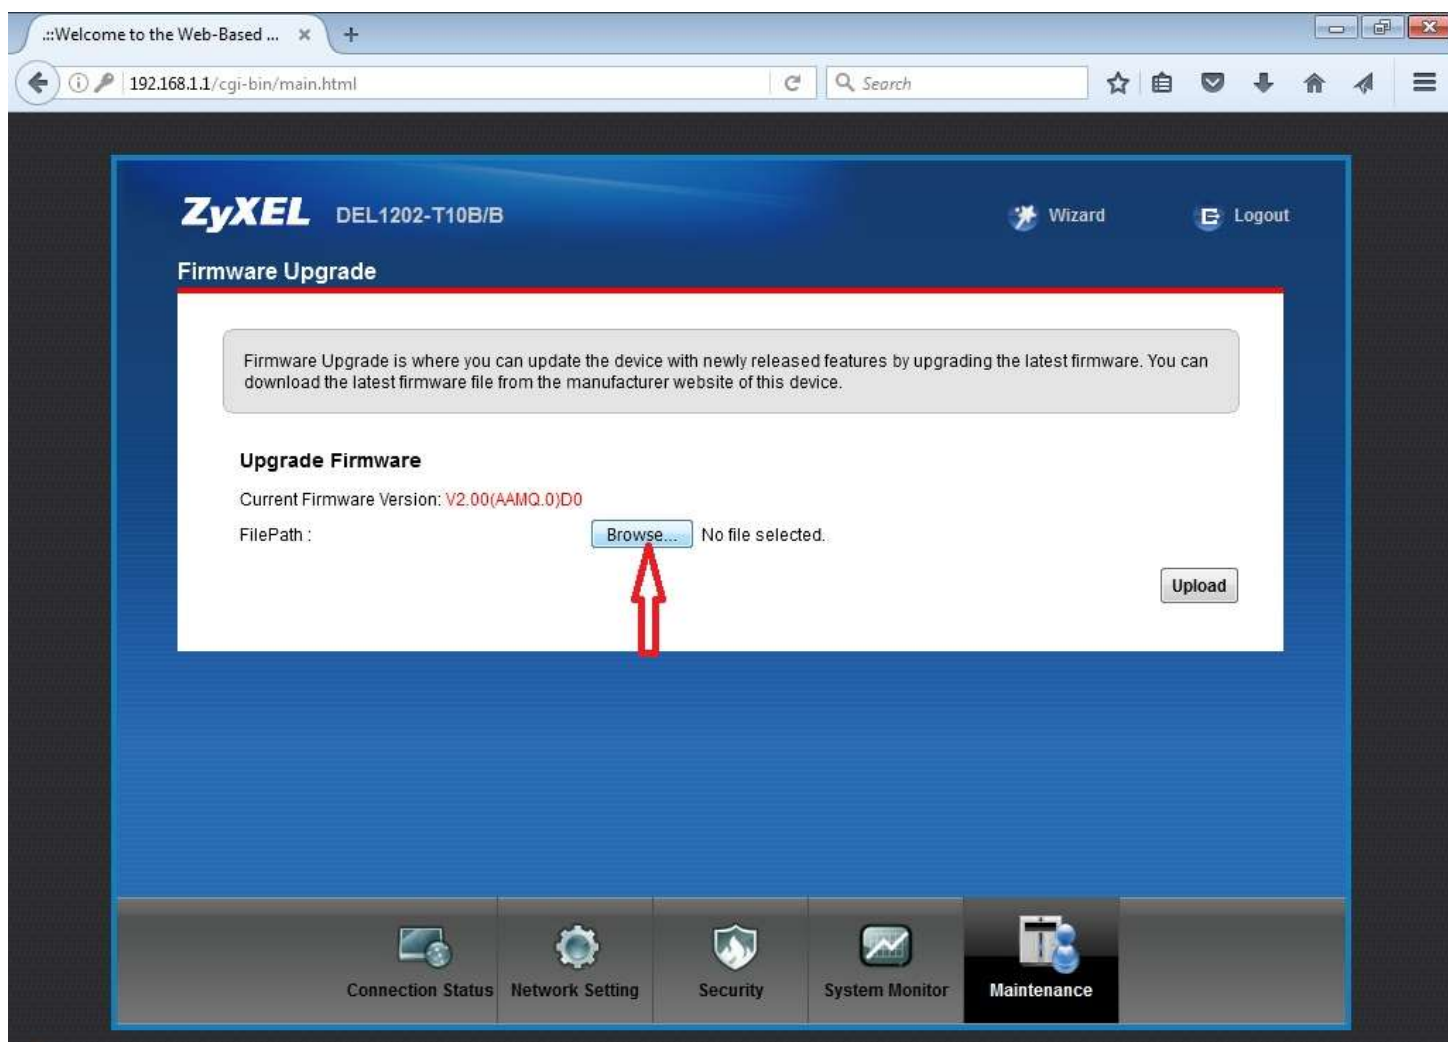 .::Welcome to the Web-Based ...
192.168.1.1/cgi-bin/main.html
Search
ZyXEL DEL1202-T10B/B
Wizard
Logout
Firmware Upgrade
Firmware Upgrade is where you can update the device with newly released features by upgrading the latest firmware. You can
download the latest firmware file from the manufacturer website of this device.
Upgrade Firmware
Current Firmware Version: V2.00(AAMQ.0)D0
FilePath :
Browse... No file selected.
Upload
Connection Status
Network Setting
Security
System Monitor
Maintenance